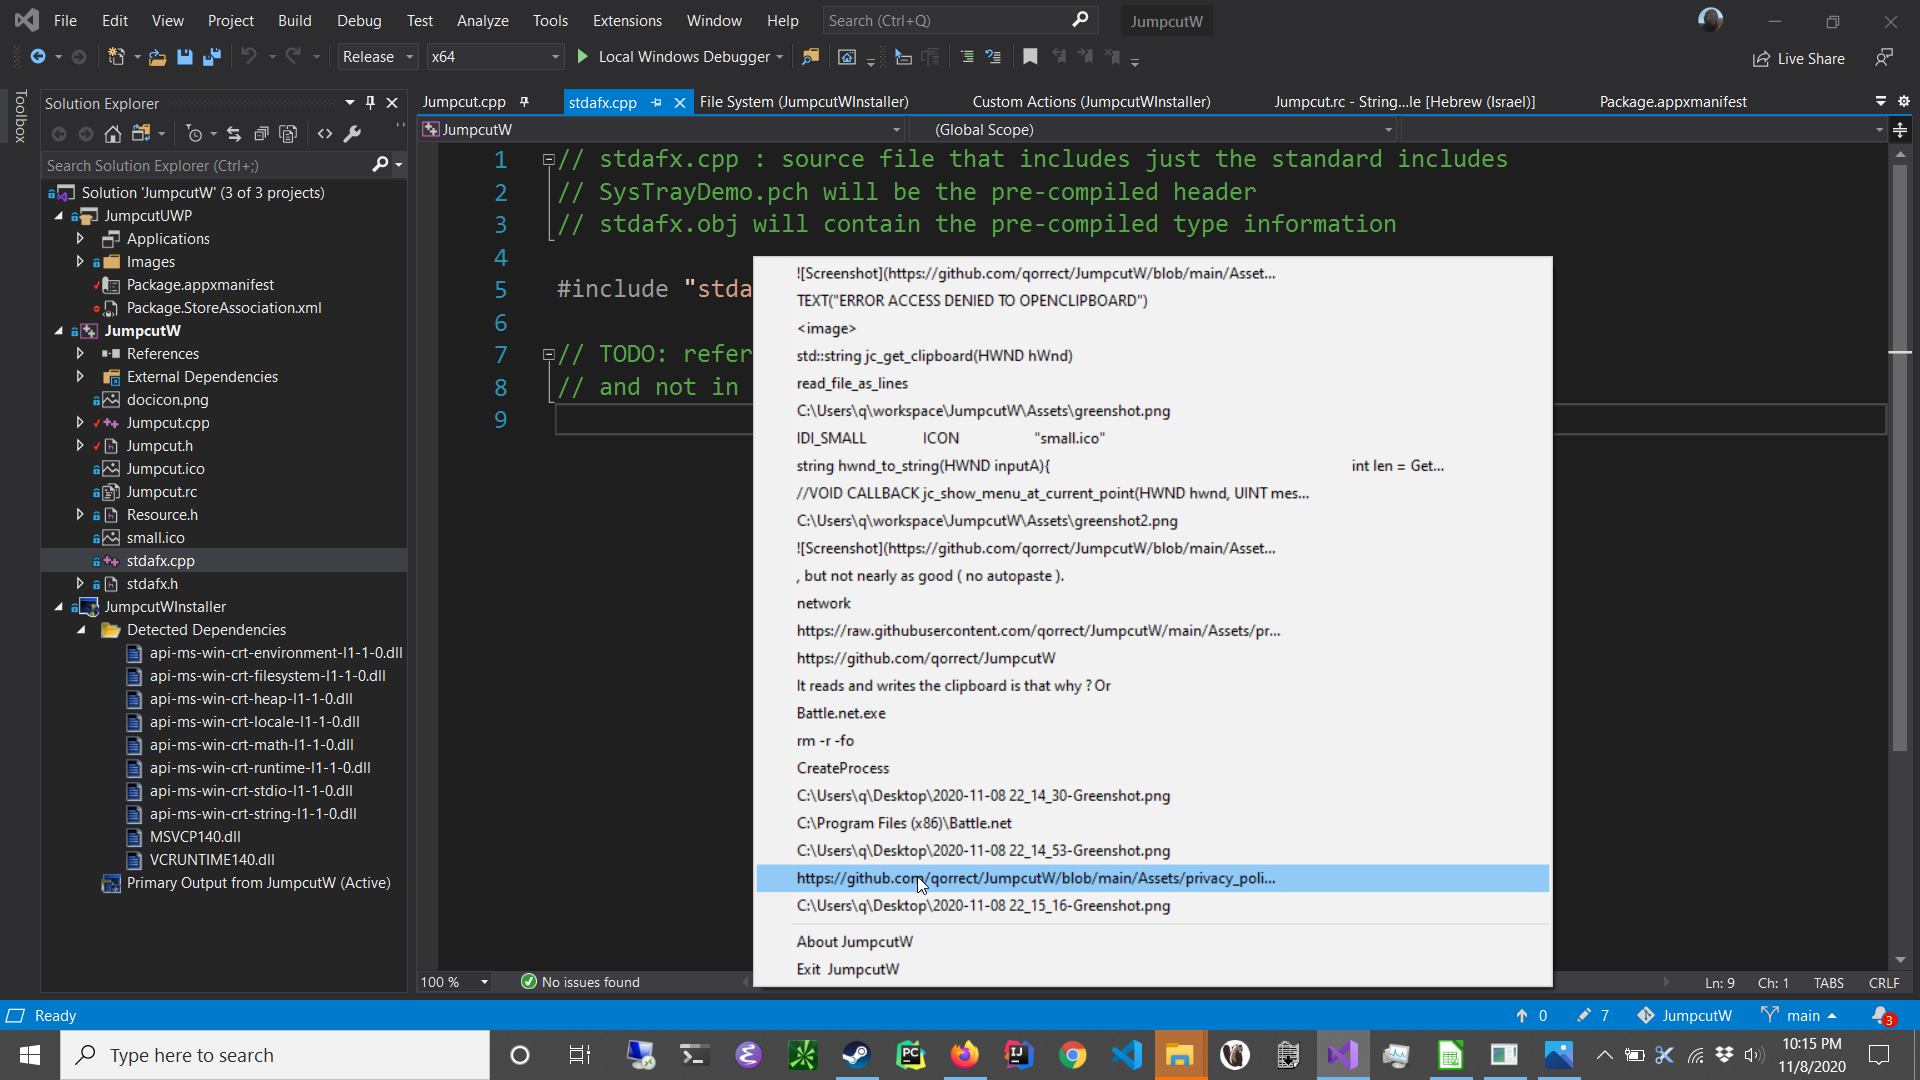 File Edit View Project Build Debug Test Analyze Tools Extensions Window Help Search (Ctrl+Q) JumpcutW
Release x64 Local Windows Debugger Live Share
Toolbox
Solution Explorer
Search Solution Explorer (Ctrl+;)
Solution 'JumpcutW' (3 of 3 projects)
JumpcutUWP
Applications
Images
Package.appxmanifest
Package.StoreAssociation.xml
JumpcutW
References
External Dependencies
docicon.png
Jumpcut.cpp
Jumpcut.h
Jumpcut.ico
Jumpcut.rc
Resource.h
small.ico
stdafx.cpp
stdafx.h
JumpcutWInstaller
Detected Dependencies
api-ms-win-crt-environment-l1-1-0.dll
api-ms-win-crt-filesystem-l1-1-0.dll
api-ms-win-crt-heap-l1-1-0.dll
api-ms-win-crt-locale-l1-1-0.dll
api-ms-win-crt-math-l1-1-0.dll
api-ms-win-crt-runtime-l1-1-0.dll
api-ms-win-crt-stdio-l1-1-0.dll
api-ms-win-crt-string-l1-1-0.dll
MSVCP140.dll
VCRUNTIME140.dll
Primary Output from JumpcutW (Active)
Jumpcut.cpp stdafx.cpp File System (JumpcutWInstaller) Custom Actions (JumpcutWInstaller) Jumpcut.rc - String...le [Hebrew (Israel)] Package.appxmanifest
JumpcutW (Global Scope)
1 // stdafx.cpp : source file that includes just the standard includes
2 // SysTrayDemo.pch will be the pre-compiled header
3 // stdafx.obj will contain the pre-compiled type information
4
5 #include "stda
6
7 // TODO: refer
8 // and not in
9
![Screenshot](https://github.com/qorrect/JumpcutW/blob/main/Asset...
TEXT("ERROR ACCESS DENIED TO OPENCLIPBOARD")
<image>
std::string jc_get_clipboard(HWND hWnd)
read_file_as_lines
C:\Users\q\workspace\JumpcutW\Assets\greenshot.png
IDI_SMALL ICON "small.ico"
string hwnd_to_string(HWND inputA){ int len = Get...
//VOID CALLBACK jc_show_menu_at_current_point(HWND hwnd, UINT mes...
C:\Users\q\workspace\JumpcutW\Assets\greenshot2.png
![Screenshot](https://github.com/qorrect/JumpcutW/blob/main/Asset...
, but not nearly as good ( no autopaste ).
network
https://raw.githubusercontent.com/qorrect/JumpcutW/main/Assets/pr...
https://github.com/qorrect/JumpcutW
It reads and writes the clipboard is that why ? Or
Battle.net.exe
rm -r -fo
CreateProcess
C:\Users\q\Desktop\2020-11-08 22_14_30-Greenshot.png
C:\Program Files (x86)\Battle.net
C:\Users\q\Desktop\2020-11-08 22_14_53-Greenshot.png
https://github.com/qorrect/JumpcutW/blob/main/Assets/privacy_poli...
C:\Users\q\Desktop\2020-11-08 22_15_16-Greenshot.png
About JumpcutW
Exit JumpcutW
100 % No issues found Ln: 9 Ch: 1 TABS CRLF
Ready 0 7 JumpcutW main 3
Type here to search
PC
IJ
10:15 PM
11/8/2020